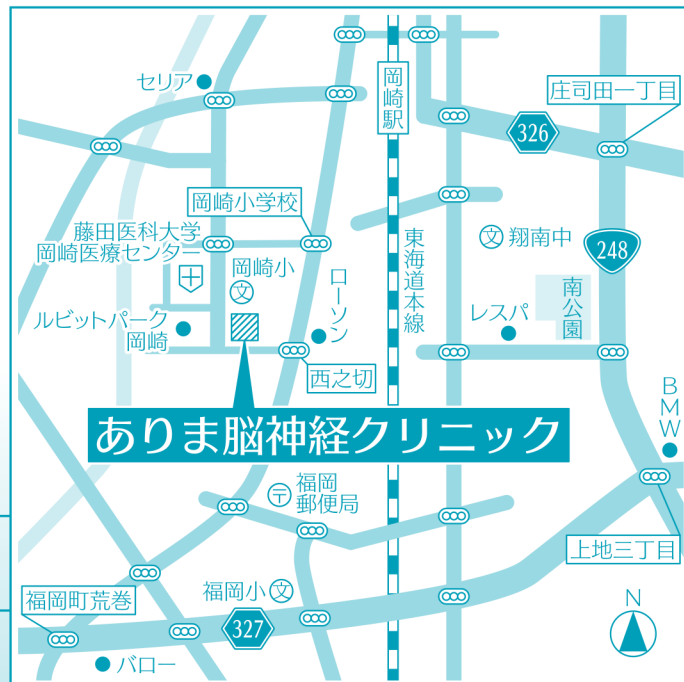 セリア
岡崎駅
庄司田一丁目
326
岡崎小学校
藤田医科大学
岡崎医療センター
岡崎小
文
ローソン
東海道本線
文 翔南中
248
南公園
レスパ
ルビットパーク
岡崎
西之切
BMW
ありま脳神経クリニック
〒 福岡
郵便局
上地三丁目
福岡町荒巻
福岡小 文
327
バロー
N